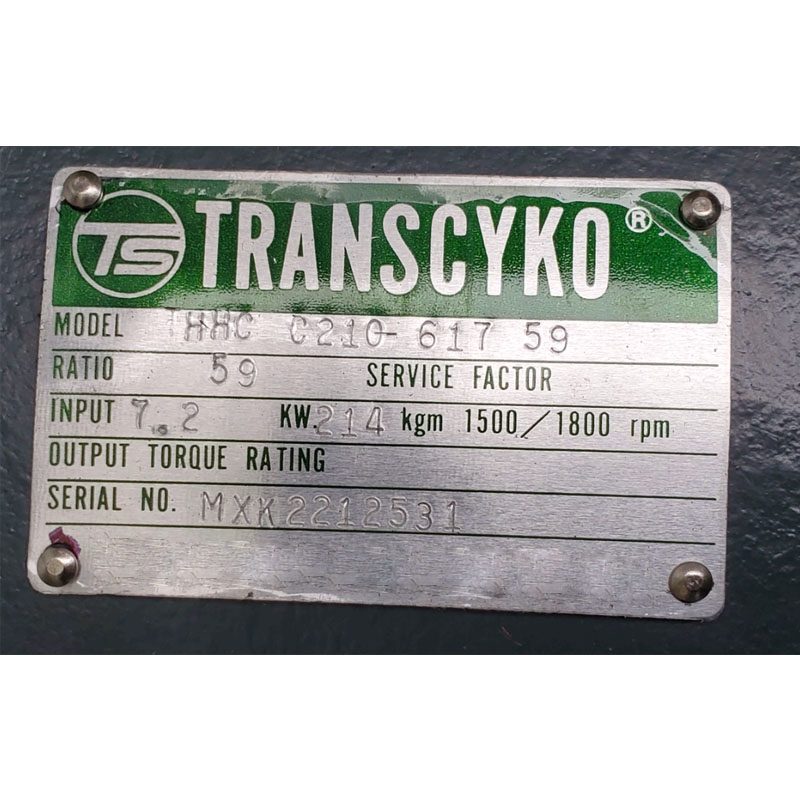 TS TRANSCYKO ®
MODEL THHC C210-617 59
RATIO 59 SERVICE FACTOR
INPUT 7.2 KW. 214 kgm 1500/1800 rpm
OUTPUT TORQUE RATING
SERIAL NO. MXK2212531